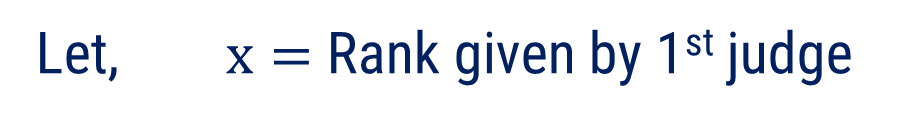 Let, x = Rank given by 1st judge